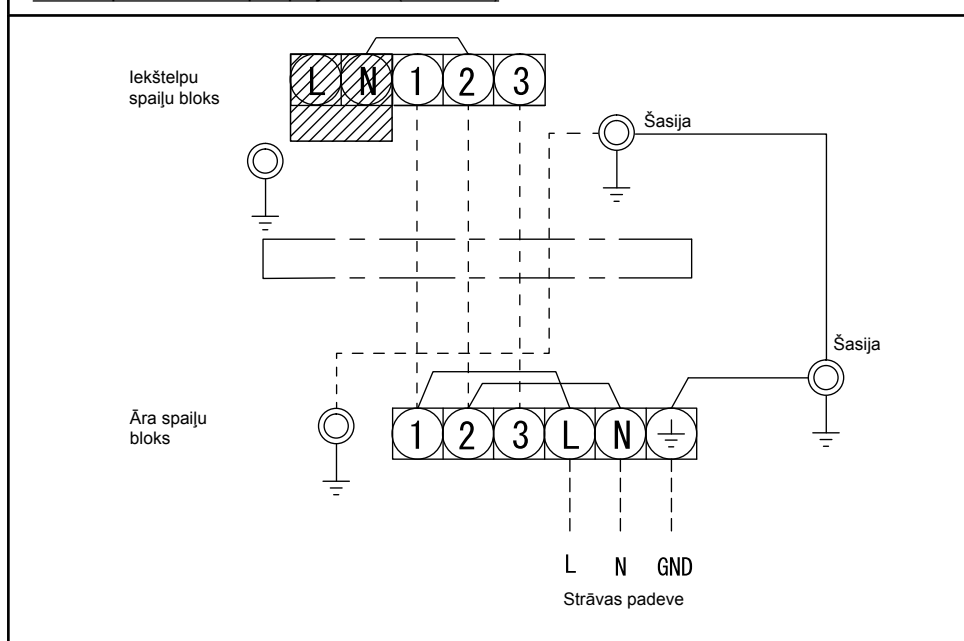 Iekštelpu
spaiļu bloks
L N 1 2 3
Šasija
Šasija
Āra spaiļu
bloks
1 2 3 L N
L N GND
Strāvas padeve